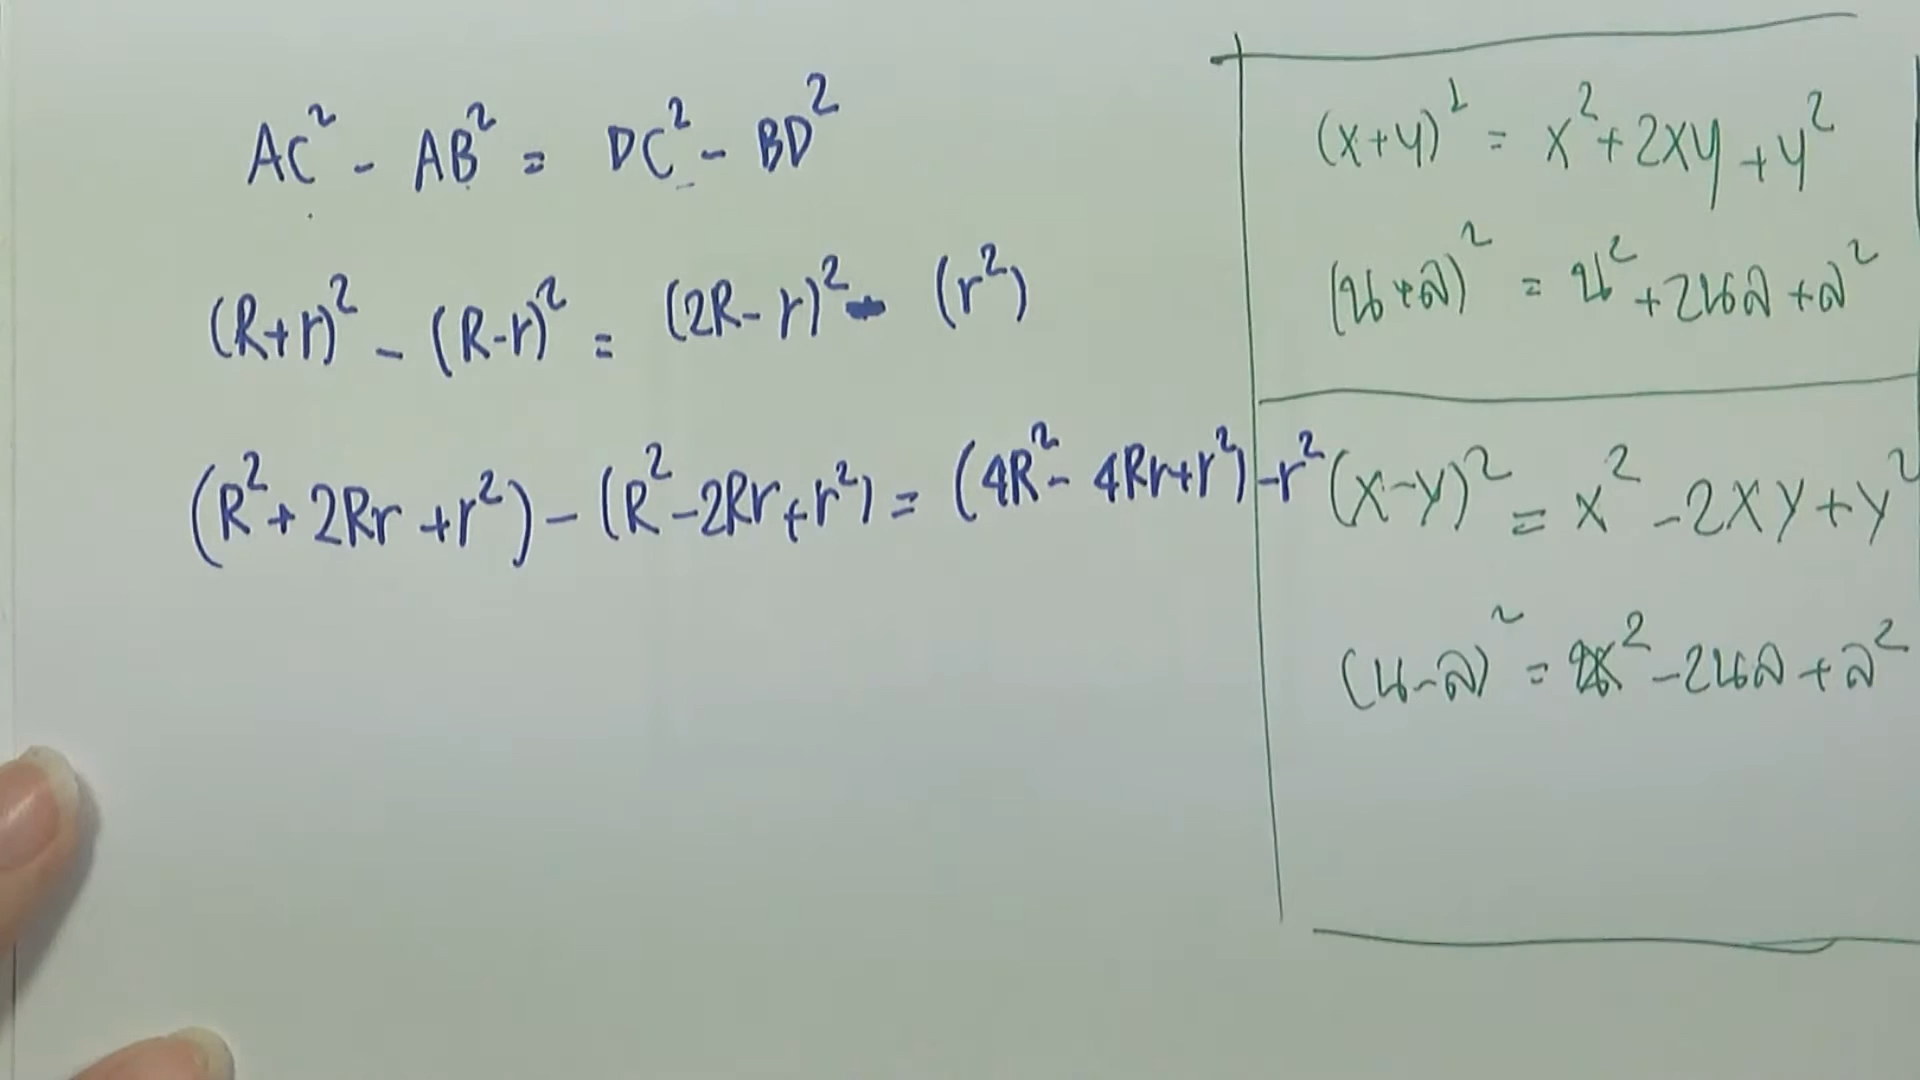 AC² - AB² = DC² - BD²
(R+r)² - (R-r)² = (2R-r)² - (r²)
(R²+2Rr+r²) - (R²-2Rr+r²) = (4R²-4Rr+r²) - r²
(x+y)² = x²+2xy+y²
(น+ล)² = น²+2นล+ล²
(x-y)² = x²-2xy+y²
(น-ล)² = น²-2นล+ล²